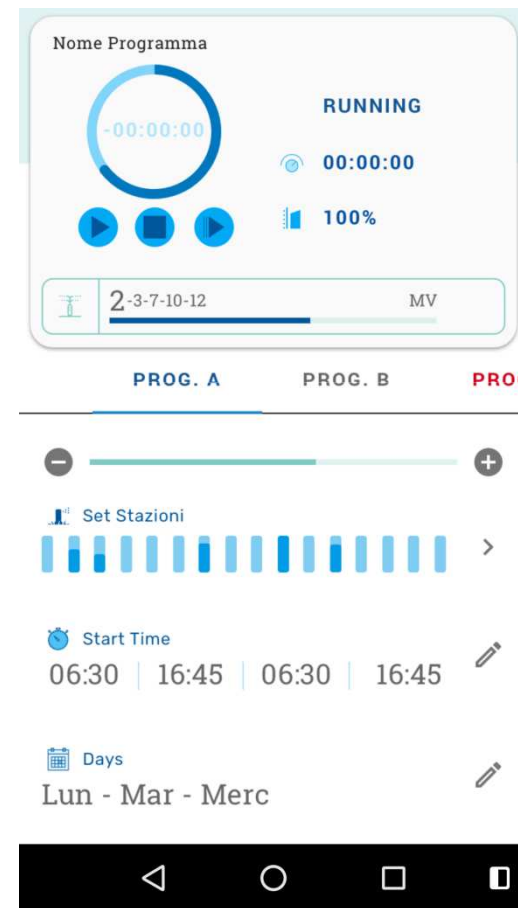 Nome Programma
-00:00:00
RUNNING
00:00:00
100%
2-3-7-10-12 MV
PROG. A PROG. B PRO
Set Stazioni
Start Time
06:30 16:45 06:30 16:45
Days
Lun - Mar - Merc